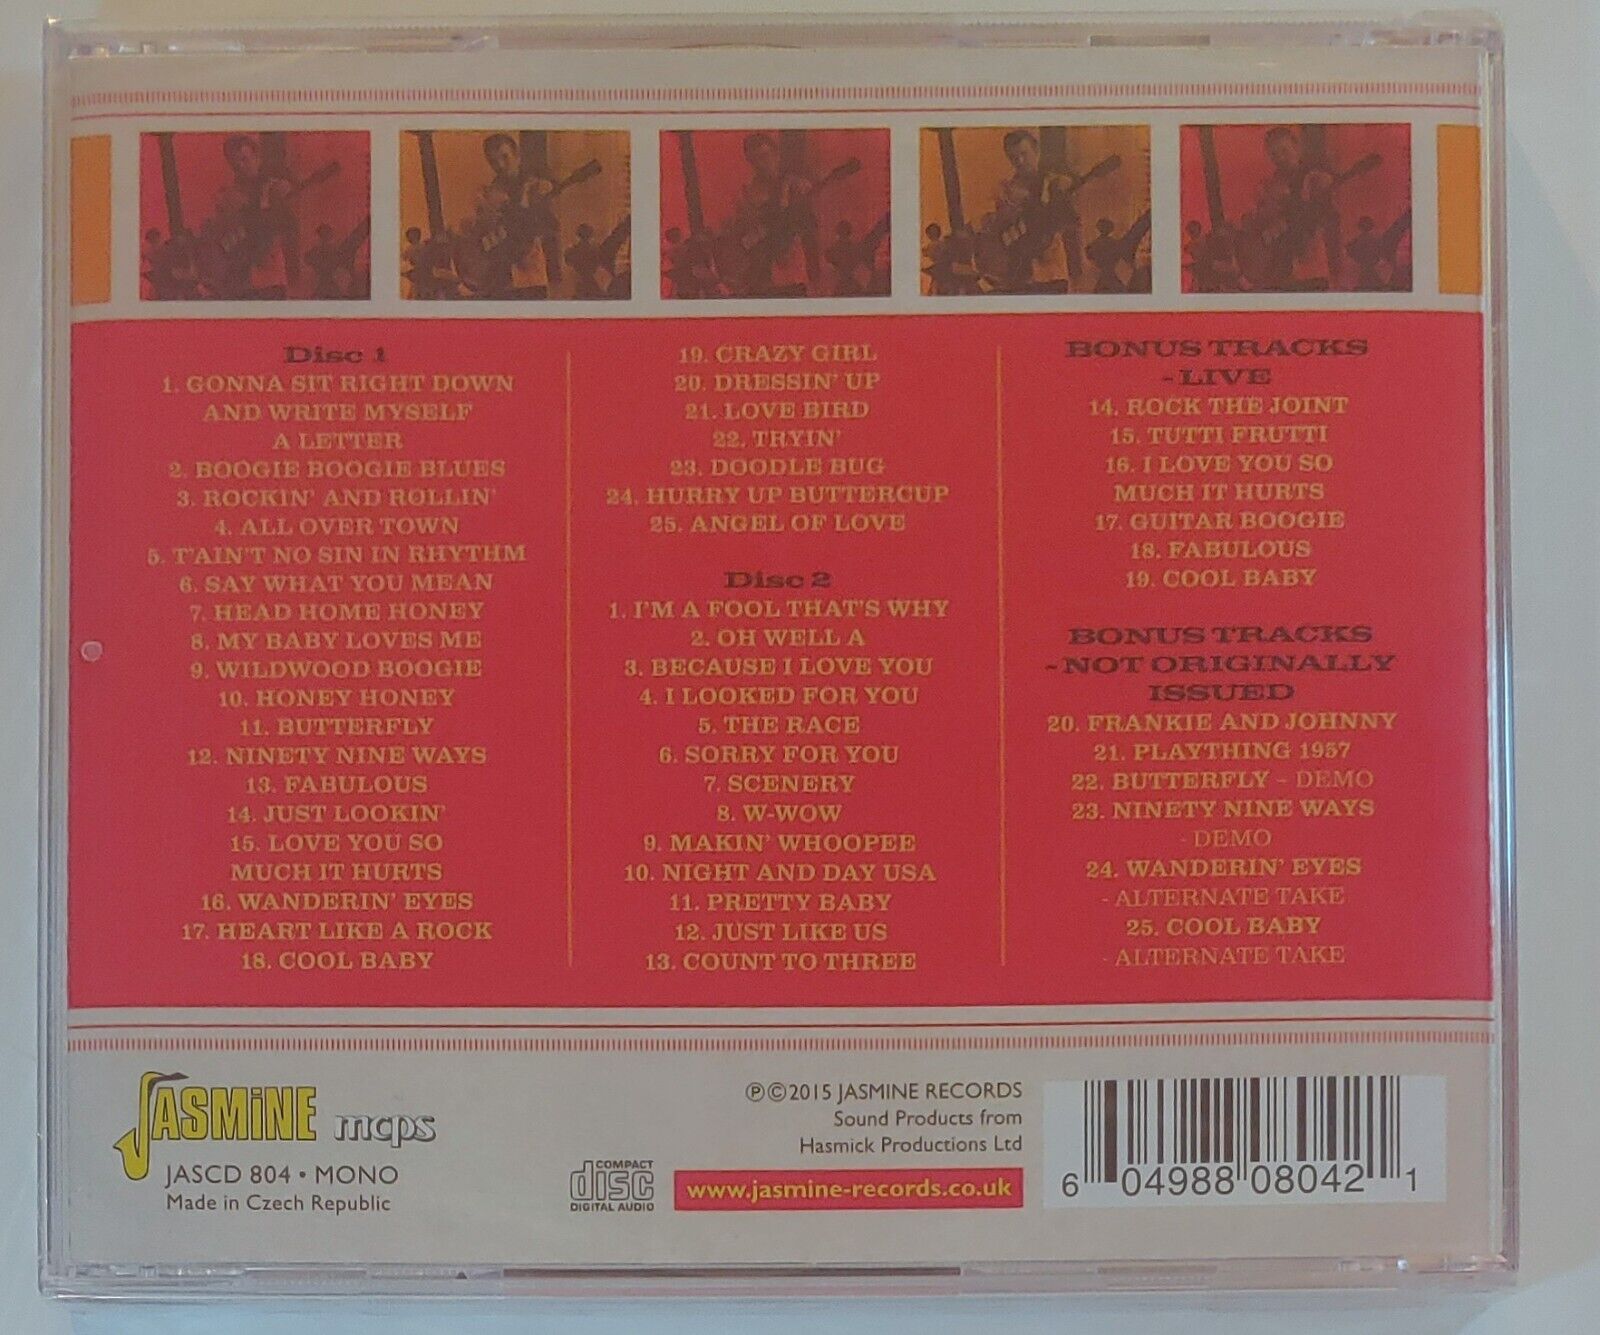 Disc 1
1. GONNA SIT RIGHT DOWN
AND WRITE MYSELF
A LETTER
2. BOOGIE BOOGIE BLUES
3. ROCKIN' AND ROLLIN'
4. ALL OVER TOWN
5. T'AIN'T NO SIN IN RHYTHM
6. SAY WHAT YOU MEAN
7. HEAD HOME HONEY
8. MY BABY LOVES ME
9. WILDWOOD BOOGIE
10. HONEY HONEY
11. BUTTERFLY
12. NINETY NINE WAYS
13. FABULOUS
14. JUST LOOKIN'
15. LOVE YOU SO
MUCH IT HURTS
16. WANDERIN' EYES
17. HEART LIKE A ROCK
18. COOL BABY
19. CRAZY GIRL
20. DRESSIN' UP
21. LOVE BIRD
22. TRYIN'
23. DOODLE BUG
24. HURRY UP BUTTERCUP
25. ANGEL OF LOVE
Disc 2
1. I'M A FOOL THAT'S WHY
2. OH WELL A
3. BECAUSE I LOVE YOU
4. I LOOKED FOR YOU
5. THE RACE
6. SORRY FOR YOU
7. SCENERY
8. W-WOW
9. MAKIN' WHOOPEE
10. NIGHT AND DAY USA
11. PRETTY BABY
12. JUST LIKE US
13. COUNT TO THREE
BONUS TRACKS
- LIVE
14. ROCK THE JOINT
15. TUTTI FRUTTI
16. I LOVE YOU SO
MUCH IT HURTS
17. GUITAR BOOGIE
18. FABULOUS
19. COOL BABY
BONUS TRACKS
- NOT ORIGINALLY
ISSUED
20. FRANKIE AND JOHNNY
21. PLAYTHING 1957
22. BUTTERFLY - DEMO
23. NINETY NINE WAYS
- DEMO
24. WANDERIN' EYES
- ALTERNATE TAKE
25. COOL BABY
- ALTERNATE TAKE
JASMiNE mcps
JASCD 804 • MONO
Made in Czech Republic
COMPACT
disc
DIGITAL AUDIO
℗©2015 JASMINE RECORDS
Sound Products from
Hasmick Productions Ltd
www.jasmine-records.co.uk
6 04988 08042 1